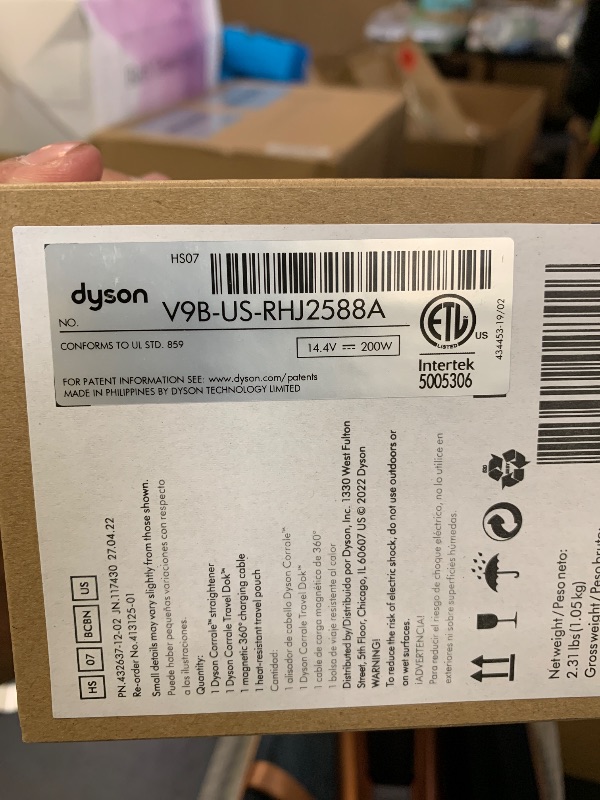 HS07
dyson
NO.
V9B-US-RHJ2588A
CONFORMS TO UL STD. 859
14.4V ⎓ 200W
FOR PATENT INFORMATION SEE: www.dyson.com/patents
MADE IN PHILIPPINES BY DYSON TECHNOLOGY LIMITED
ETL
LISTED
US
Intertek
5005306
434453-19/02
HS 07 BCBN US
PN.432637-12-02 JN.117430 27.04.22
Re-order No.413125-01
Small details may vary slightly from those shown.
Puede haber pequeñas variaciones con respecto
a las ilustraciones.
Quantity:
1 Dyson Corrale™ straightener
1 Dyson Corrale Travel Dok™
1 magnetic 360° charging cable
1 heat-resistant travel pouch
Cantidad:
1 alisador de cabello Dyson Corrale™
1 Dyson Corrale Travel Dok™
1 cable de carga magnético de 360°
1 bolsa de viaje resistente al calor
Distributed by/Distribuido por Dyson, Inc. 1330 West Fulton
Street, 5th Floor, Chicago, IL 60607 US © 2022 Dyson
WARNING!
To reduce the risk of electric shock, do not use outdoors or
on wet surfaces.
¡ADVERTENCIA!
Para reducir el riesgo de choque eléctrico, no lo utilice en
exteriores ni sobre superficies húmedas.
Net weight/Peso neto:
2.31lbs(1.05kg)
Gross weight/Peso bruto: